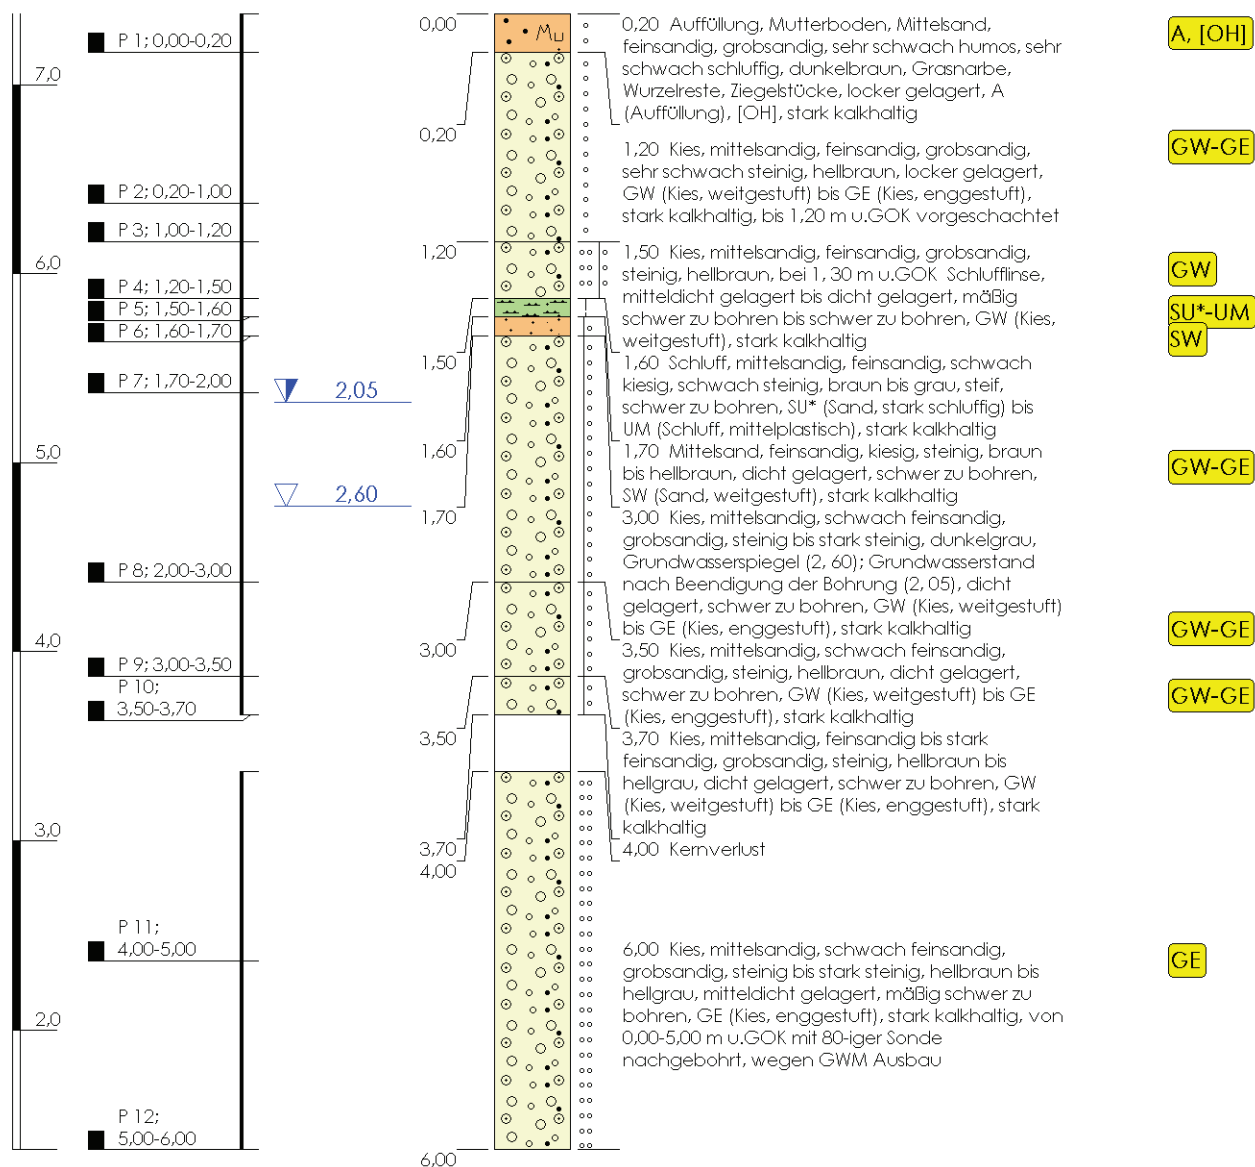 7,0
6,0
5,0
4,0
3,0
2,0
P 1; 0,00-0,20
P 2; 0,20-1,00
P 3; 1,00-1,20
P 4; 1,20-1,50
P 5; 1,50-1,60
P 6; 1,60-1,70
P 7; 1,70-2,00
P 8; 2,00-3,00
P 9; 3,00-3,50
P 10;
3,50-3,70
P 11;
4,00-5,00
P 12;
5,00-6,00
2,05
2,60
0,00
0,20
1,20
1,50
1,60
1,70
3,00
3,50
3,70
4,00
6,00
Mu
0,20 Auffüllung, Mutterboden, Mittelsand,
feinsandig, grobsandig, sehr schwach humos, sehr
schwach schluffig, dunkelbraun, Grasnarbe,
Wurzelreste, Ziegelstücke, locker gelagert, A
(Auffüllung), [OH], stark kalkhaltig
1,20 Kies, mittelsandig, feinsandig, grobsandig,
sehr schwach steinig, hellbraun, locker gelagert,
GW (Kies, weitgestuft) bis GE (Kies, enggestuft),
stark kalkhaltig, bis 1,20 m u.GOK vorgeschachtet
1,50 Kies, mittelsandig, feinsandig, grobsandig,
steinig, hellbraun, bei 1, 30 m u.GOK Schlufflinse,
mitteldicht gelagert bis dicht gelagert, mäßig
schwer zu bohren bis schwer zu bohren, GW (Kies,
weitgestuft), stark kalkhaltig
1,60 Schluff, mittelsandig, feinsandig, schwach
kiesig, schwach steinig, braun bis grau, steif,
schwer zu bohren, SU* (Sand, stark schluffig) bis
UM (Schluff, mittelplastisch), stark kalkhaltig
1,70 Mittelsand, feinsandig, kiesig, steinig, braun
bis hellbraun, dicht gelagert, schwer zu bohren,
SW (Sand, weitgestuft), stark kalkhaltig
3,00 Kies, mittelsandig, schwach feinsandig,
grobsandig, steinig bis stark steinig, dunkelgrau,
Grundwasserspiegel (2, 60); Grundwasserstand
nach Beendigung der Bohrung (2, 05), dicht
gelagert, schwer zu bohren, GW (Kies, weitgestuft)
bis GE (Kies, enggestuft), stark kalkhaltig
3,50 Kies, mittelsandig, schwach feinsandig,
grobsandig, steinig, hellbraun, dicht gelagert,
schwer zu bohren, GW (Kies, weitgestuft) bis GE
(Kies, enggestuft), stark kalkhaltig
3,70 Kies, mittelsandig, feinsandig bis stark
feinsandig, grobsandig, steinig, hellbraun bis
hellgrau, dicht gelagert, schwer zu bohren, GW
(Kies, weitgestuft) bis GE (Kies, enggestuft), stark
kalkhaltig
4,00 Kernverlust
6,00 Kies, mittelsandig, schwach feinsandig,
grobsandig, steinig bis stark steinig, hellbraun bis
hellgrau, mitteldicht gelagert, mäßig schwer zu
bohren, GE (Kies, enggestuft), stark kalkhaltig, von
0,00-5,00 m u.GOK mit 80-iger Sonde
nachgebohrt, wegen GWM Ausbau
A, [OH]
GW-GE
GW
SU*-UM
SW
GW-GE
GW-GE
GW-GE
GE